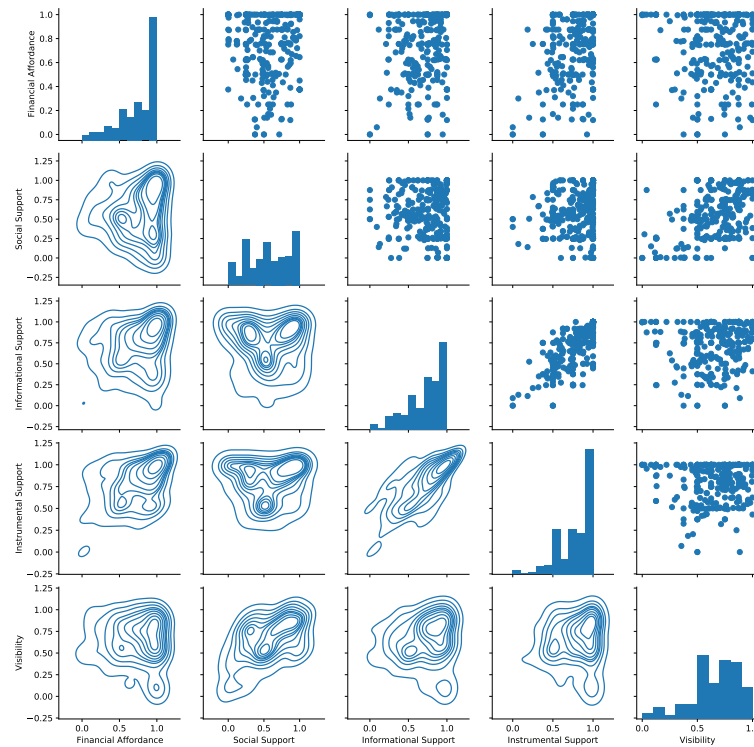 1.0
0.8
0.6
0.4
0.2
0.0
Financial Affordance
1.25
1.00
0.75
0.50
0.25
0.00
−0.25
Social Support
1.25
1.00
0.75
0.50
0.25
0.00
−0.25
Informational Support
1.25
1.00
0.75
0.50
0.25
0.00
−0.25
Instrumental Support
1.25
1.00
0.75
0.50
0.25
0.00
−0.25
Visibility
0.0 0.5 1.0
Financial Affordance
0.0 0.5 1.0
Social Support
0.0 0.5 1.0
Informational Support
0.0 0.5 1.0
Instrumental Support
0.0 0.5
Visibility